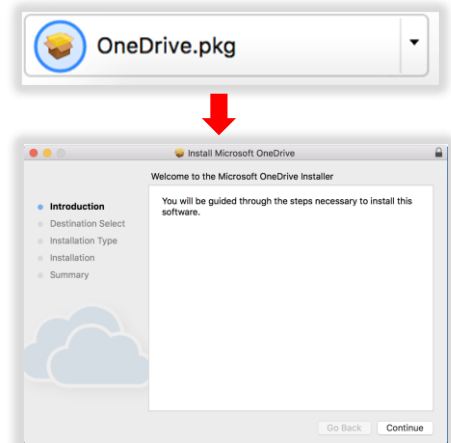 OneDrive.pkg
Install Microsoft OneDrive
Welcome to the Microsoft OneDrive Installer
Introduction
Destination Select
Installation Type
Installation
Summary
You will be guided through the steps necessary to install this
software.
Go Back
Continue